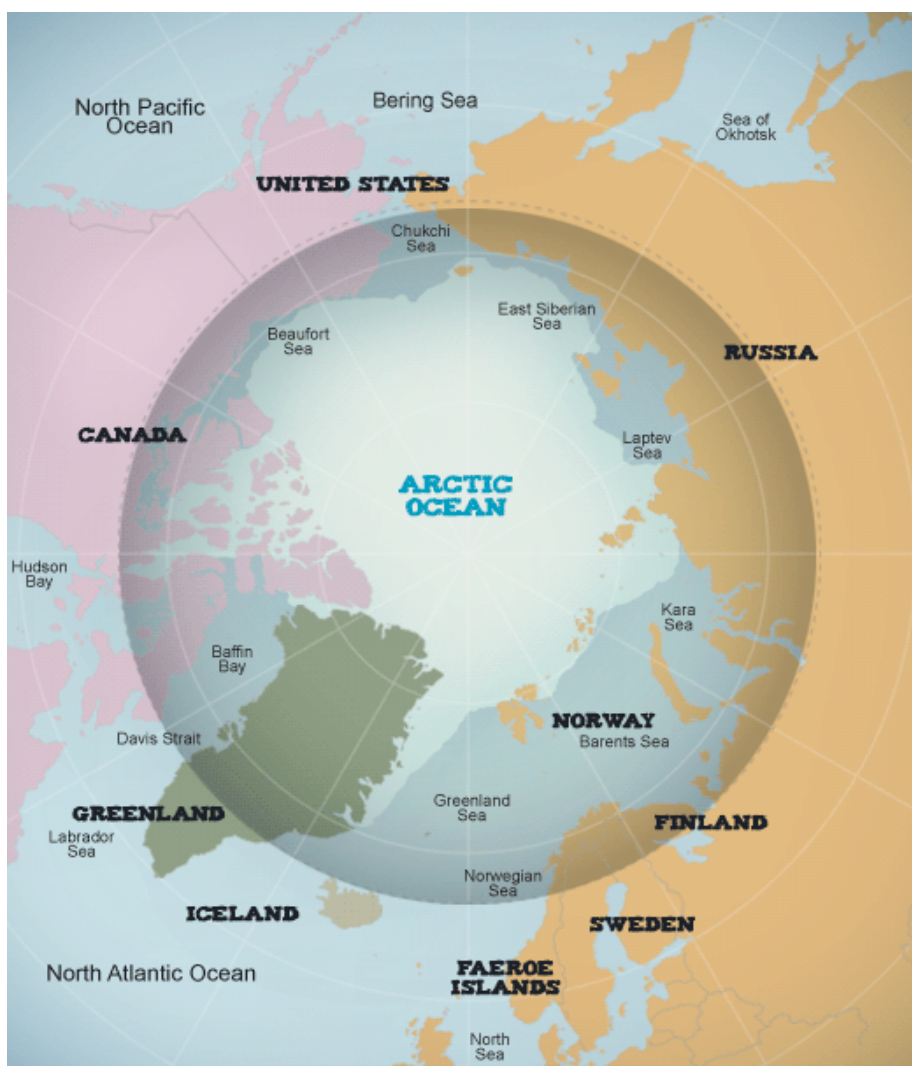 North Pacific
Ocean
Bering Sea
Sea of
Okhotsk
UNITED STATES
Chukchi
Sea
East Siberian
Sea
Beaufort
Sea
RUSSIA
CANADA
Laptev
Sea
ARCTIC
OCEAN
Hudson
Bay
Kara
Sea
Baffin
Bay
NORWAY
Barents Sea
Davis Strait
Greenland
Sea
GREENLAND
FINLAND
Labrador
Sea
Norwegian
Sea
ICELAND
SWEDEN
North Atlantic Ocean
FAEROE
ISLANDS
North
Sea